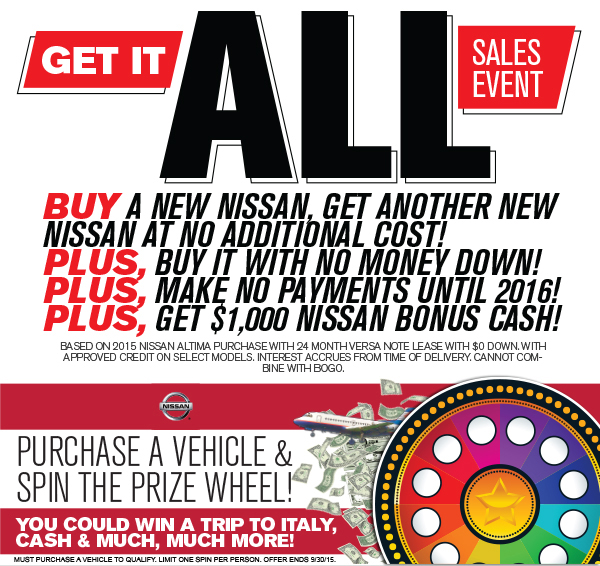 GET IT
ALL
SALES
EVENT
BUY A NEW NISSAN, GET ANOTHER NEW
NISSAN AT NO ADDITIONAL COST!
PLUS, BUY IT WITH NO MONEY DOWN!
PLUS, MAKE NO PAYMENTS UNTIL 2016!
PLUS, GET $1,000 NISSAN BONUS CASH!
BASED ON 2015 NISSAN ALTIMA PURCHASE WITH 24 MONTH VERSA NOTE LEASE WITH $0 DOWN. WITH
APPROVED CREDIT ON SELECT MODELS. INTEREST ACCRUES FROM TIME OF DELIVERY. CANNOT COM-
BINE WITH BOGO.
NISSAN
PURCHASE A VEHICLE &
SPIN THE PRIZE WHEEL!
YOU COULD WIN A TRIP TO ITALY,
CASH & MUCH, MUCH MORE!
MUST PURCHASE A VEHICLE TO QUALIFY. LIMIT ONE SPIN PER PERSON. OFFER ENDS 9/30/15.